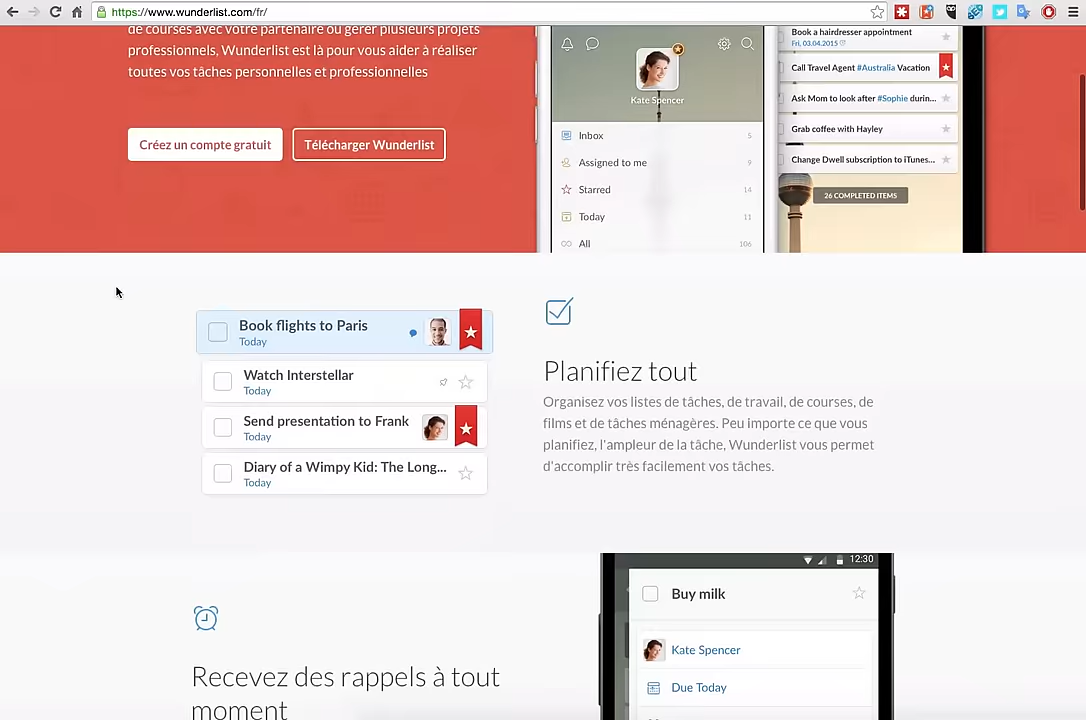 https://www.wunderlist.com/fr/
de courses avec votre partenaire ou gérer plusieurs projets
professionnels, Wunderlist est là pour vous aider à réaliser
toutes vos tâches personnelles et professionnelles
Créez un compte gratuit
Télécharger Wunderlist
Kate Spencer
Inbox 5
Assigned to me 9
Starred 14
Today 11
All 106
Book a hairdresser appointment
Fri, 03.04.2015
Call Travel Agent #Australia Vacation
Ask Mom to look after #Sophie durin...
Grab coffee with Hayley
Change Dwell subscription to iTunes...
26 COMPLETED ITEMS
Book flights to Paris
Today
Watch Interstellar
Today
Send presentation to Frank
Today
Diary of a Wimpy Kid: The Long...
Today
Planifiez tout
Organisez vos listes de tâches, de travail, de courses, de
films et de tâches ménagères. Peu importe ce que vous
planifiez, l'ampleur de la tâche, Wunderlist vous permet
d'accomplir très facilement vos tâches.
Recevez des rappels à tout
moment
12:30
Buy milk
Kate Spencer
Due Today